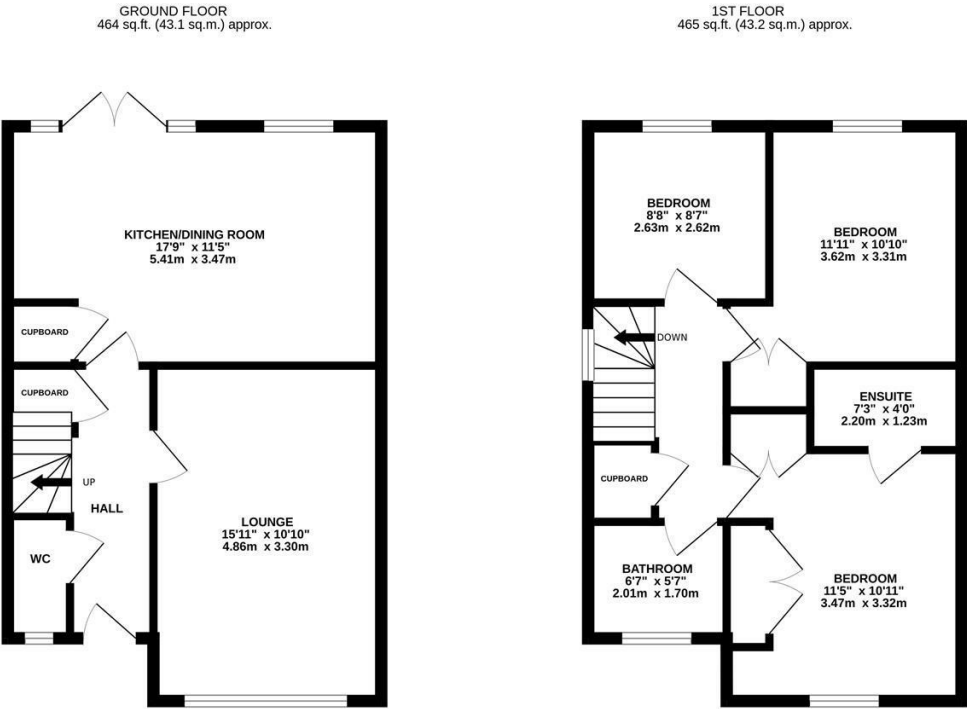 GROUND FLOOR
464 sq.ft. (43.1 sq.m.) approx.
1ST FLOOR
465 sq.ft. (43.2 sq.m.) approx.
KITCHEN/DINING ROOM
17'9" x 11'5"
5.41m x 3.47m
CUPBOARD
CUPBOARD
UP
HALL
WC
LOUNGE
15'11" x 10'10"
4.86m x 3.30m
BEDROOM
8'8" x 8'7"
2.63m x 2.62m
BEDROOM
11'11" x 10'10"
3.62m x 3.31m
DOWN
ENSUITE
7'3" x 4'0"
2.20m x 1.23m
CUPBOARD
BATHROOM
6'7" x 5'7"
2.01m x 1.70m
BEDROOM
11'5" x 10'11"
3.47m x 3.32m